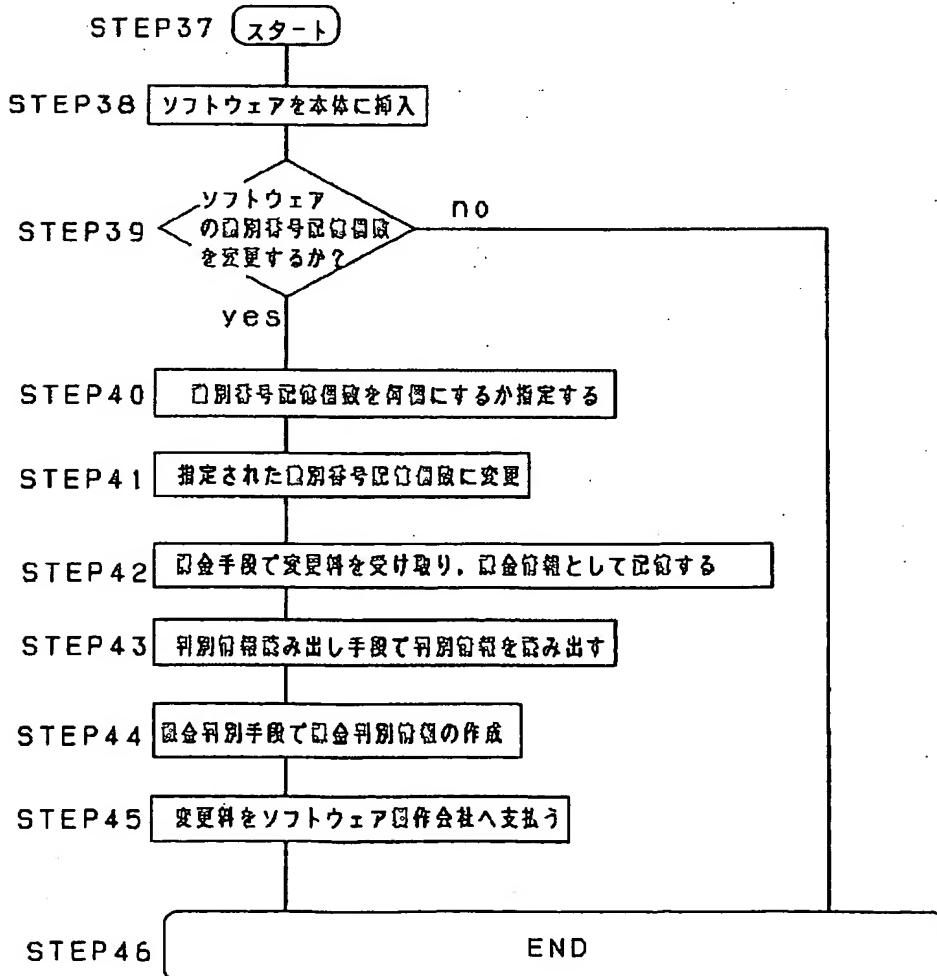 STEP37 スタート
STEP38 ソフトウェアを本体に挿入
ソフトウェア
STEP39 の識別符号記憶個数 no
を変更するか?
yes
STEP40 識別符号記憶個数を何個にするか指定する
STEP41 指定された識別符号記憶個数に変更
STEP42 課金手段で変更料を受け取り,課金情報として記憶する
STEP43 判別情報読み出し手段で判別情報を読み出す
STEP44 課金判別手段で課金判別情報の作成
STEP45 変更料をソフトウェア製作会社へ支払う
STEP46 END